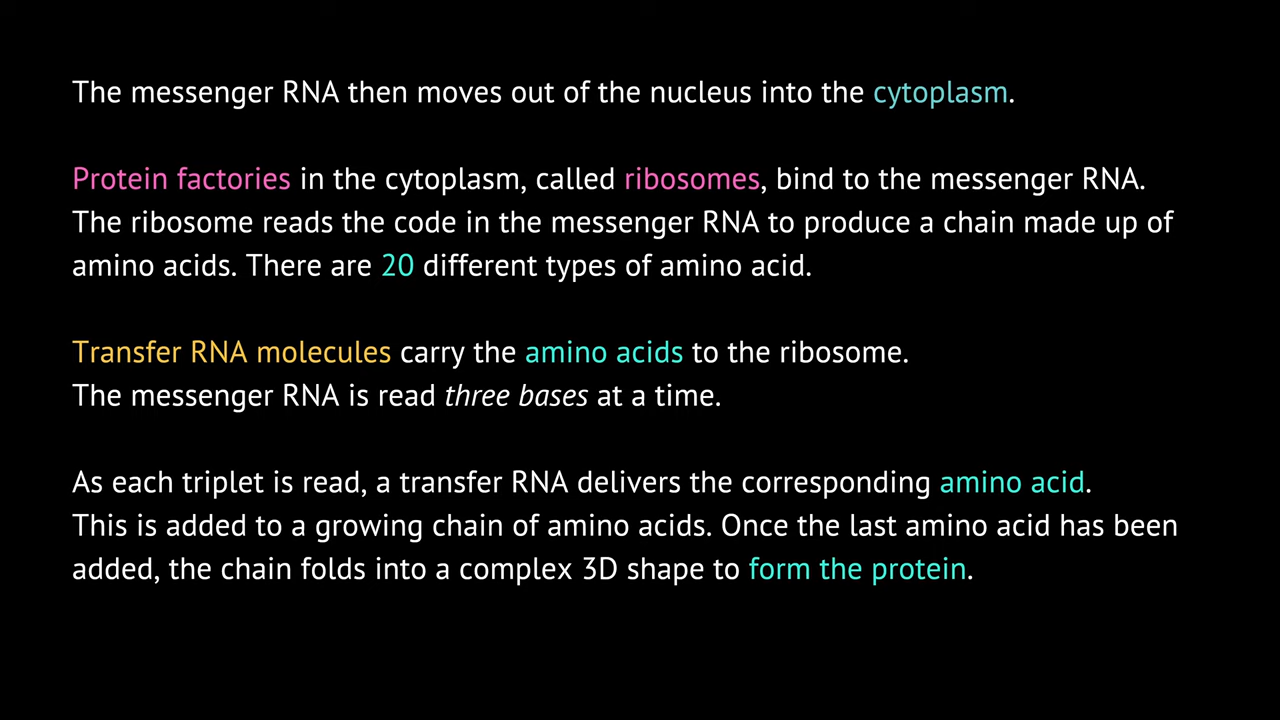 The messenger RNA then moves out of the nucleus into the cytoplasm.
Protein factories in the cytoplasm, called ribosomes, bind to the messenger RNA.
The ribosome reads the code in the messenger RNA to produce a chain made up of
amino acids. There are 20 different types of amino acid.
Transfer RNA molecules carry the amino acids to the ribosome.
The messenger RNA is read three bases at a time.
As each triplet is read, a transfer RNA delivers the corresponding amino acid.
This is added to a growing chain of amino acids. Once the last amino acid has been
added, the chain folds into a complex 3D shape to form the protein.